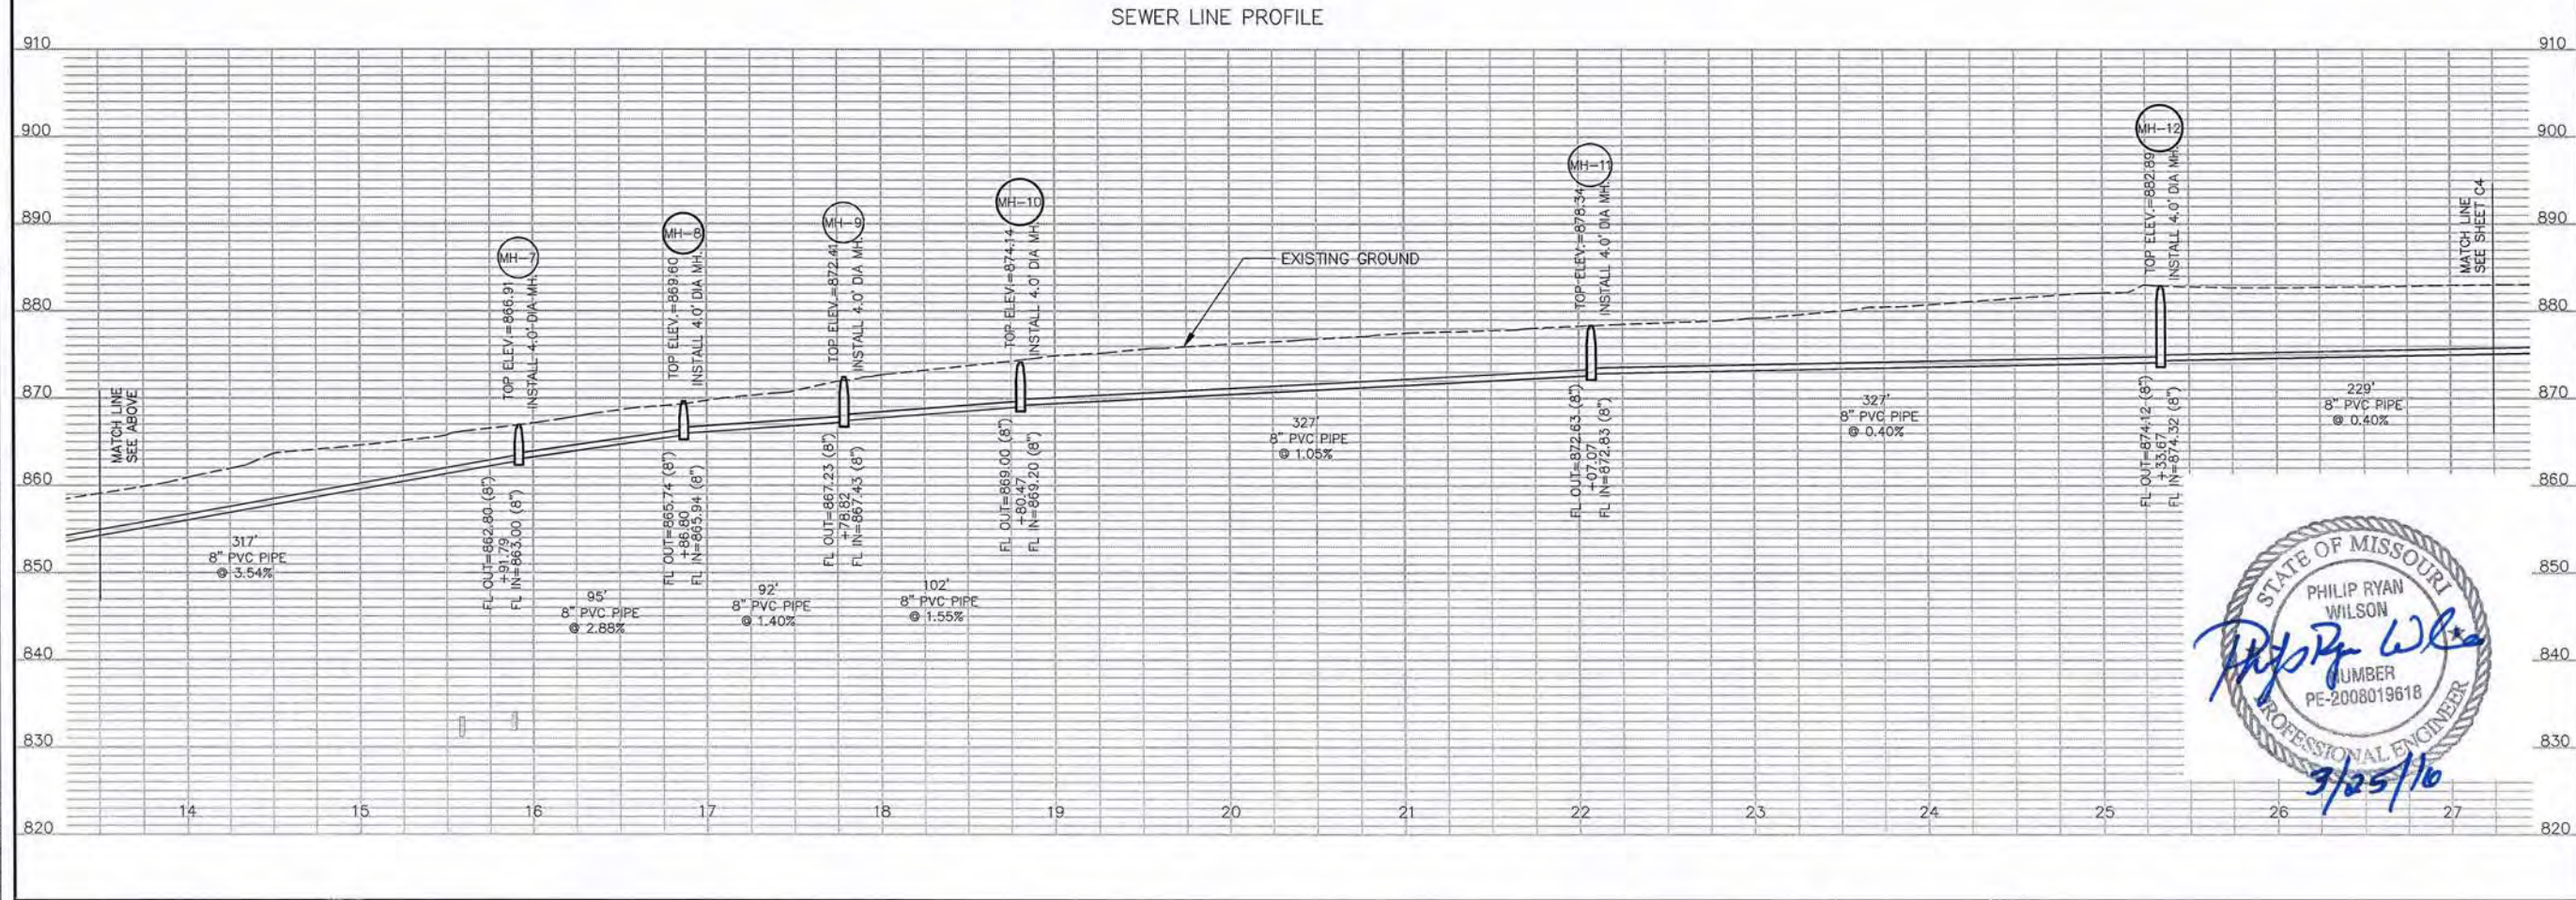 SEWER LINE PROFILE
910
910
900
900
890
890
880
880
870
870
860
860
850
850
840
840
830
830
820
820
MATCH LINE
SEE ABOVE
317'
8" PVC PIPE
@ 3.54%
MH-7
TOP ELEV.=866.91
INSTALL 4.0' DIA MH.
FL OUT=862.80 (8")
+91.79
FL IN=863.00 (8")
95'
8" PVC PIPE
@ 2.88%
MH-8
TOP ELEV.=869.60
INSTALL 4.0' DIA MH.
FL OUT=865.74 (8")
+86.80
FL IN=865.94 (8")
92'
8" PVC PIPE
@ 1.40%
MH-9
TOP ELEV.=872.41
INSTALL 4.0' DIA MH.
FL OUT=867.23 (8")
+78.82
FL IN=867.43 (8")
102'
8" PVC PIPE
@ 1.55%
MH-10
TOP ELEV.=874.14
INSTALL 4.0' DIA MH.
FL OUT=869.00 (8")
+80.47
FL IN=869.20 (8")
EXISTING GROUND
327'
8" PVC PIPE
@ 1.05%
MH-11
TOP ELEV.=878.34
INSTALL 4.0' DIA MH.
FL OUT=872.63 (8")
+07.07
FL IN=872.83 (8")
327'
8" PVC PIPE
@ 0.40%
MH-12
TOP ELEV.=882.89
INSTALL 4.0' DIA MH.
FL OUT=874.12 (8")
+33.67
FL IN=874.32 (8")
229'
8" PVC PIPE
@ 0.40%
MATCH LINE
SEE SHEET C4
STATE OF MISSOURI
PHILIP RYAN
WILSON
NUMBER
PE-2008019618
PROFESSIONAL ENGINEER
3/25/10
14
15
16
17
18
19
20
21
22
23
24
25
26
27